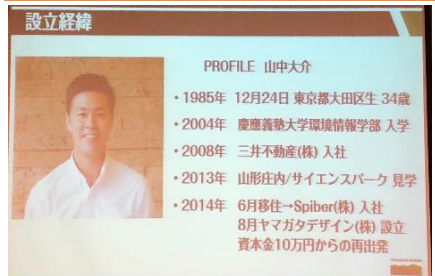 設立経緯
PROFILE 山中大介
・1985年 12月24日 東京都大田区生 34歳
・2004年 慶應義塾大学環境情報学部 入学
・2008年 三井不動産(株) 入社
・2013年 山形庄内/サイエンスパーク 見学
・2014年 6月移住→Spiber(株) 入社
8月ヤマガタデザイン(株) 設立
資本金10万円からの再出発